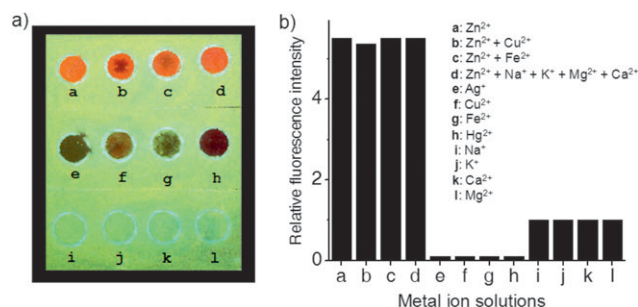 a)
a b c d
e f g h
i j k l
b)
Relative fluorescence intensity
4
2
0
a: Zn²⁺
b: Zn²⁺ + Cu²⁺
c: Zn²⁺ + Fe²⁺
d: Zn²⁺ + Na⁺ + K⁺ + Mg²⁺ + Ca²⁺
e: Ag⁺
f: Cu²⁺
g: Fe²⁺
h: Hg²⁺
i: Na⁺
j: K⁺
k: Ca²⁺
l: Mg²⁺
a b c d e f g h i j k l
Metal ion solutions